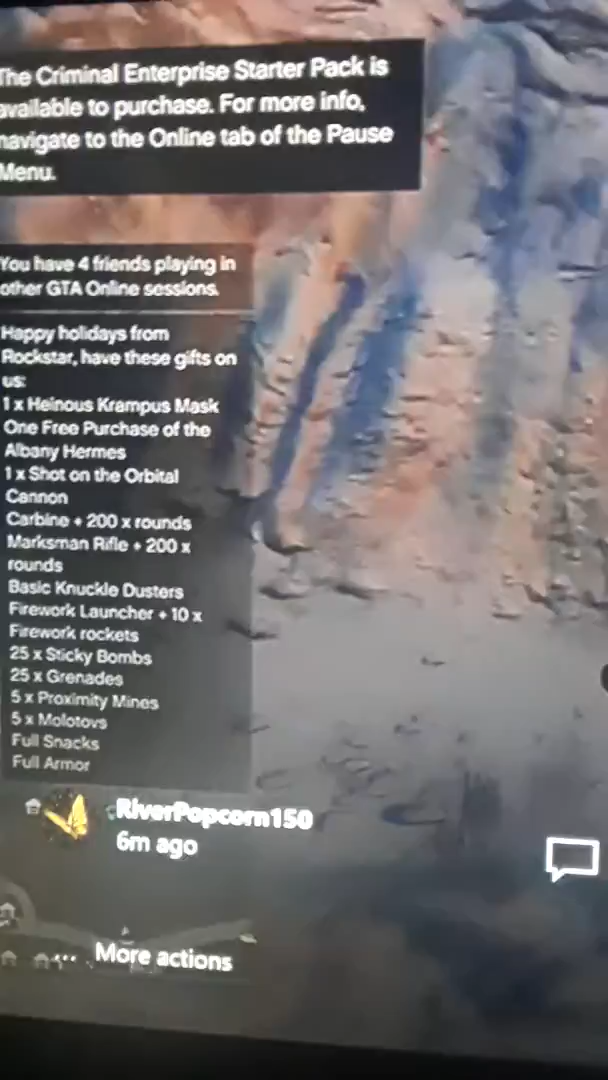 The Criminal Enterprise Starter Pack is
available to purchase. For more info,
navigate to the Online tab of the Pause
Menu.
You have 4 friends playing in
other GTA Online sessions.
Happy holidays from
Rockstar, have these gifts on
us:
1 x Heinous Krampus Mask
One Free Purchase of the
Albany Hermes
1 x Shot on the Orbital
Cannon
Carbine + 200 x rounds
Marksman Rifle + 200 x
rounds
Basic Knuckle Dusters
Firework Launcher + 10 x
Firework rockets
25 x Sticky Bombs
25 x Grenades
5 x Proximity Mines
5 x Molotovs
Full Snacks
Full Armor
RiverPopcorn150
6m ago
More actions